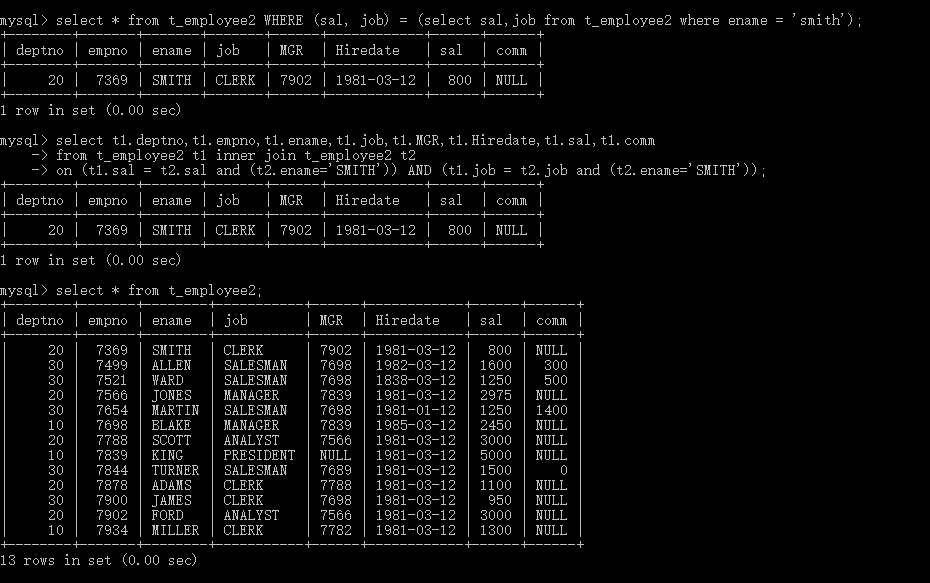 mysql> select * from t_employee2 WHERE (sal, job) = (select sal,job from t_employee2 where ename = 'smith');
+--------+-------+-------+-------+------+------------+------+------+
| deptno | empno | ename | job   | MGR  | Hiredate   | sal  | comm |
+--------+-------+-------+-------+------+------------+------+------+
|     20 |  7369 | SMITH | CLERK | 7902 | 1981-03-12 |  800 | NULL |
+--------+-------+-------+-------+------+------------+------+------+
1 row in set (0.00 sec)
mysql> select t1.deptno,t1.empno,t1.ename,t1.job,t1.MGR,t1.Hiredate,t1.sal,t1.comm
    -> from t_employee2 t1 inner join t_employee2 t2
    -> on (t1.sal = t2.sal and (t2.ename='SMITH')) AND (t1.job = t2.job and (t2.ename='SMITH'));
+--------+-------+-------+-------+------+------------+------+------+
| deptno | empno | ename | job   | MGR  | Hiredate   | sal  | comm |
+--------+-------+-------+-------+------+------------+------+------+
|     20 |  7369 | SMITH | CLERK | 7902 | 1981-03-12 |  800 | NULL |
+--------+-------+-------+-------+------+------------+------+------+
1 row in set (0.00 sec)
mysql> select * from t_employee2;
+--------+-------+--------+-----------+------+------------+------+------+
| deptno | empno | ename  | job       | MGR  | Hiredate   | sal  | comm |
+--------+-------+--------+-----------+------+------------+------+------+
|     20 |  7369 | SMITH  | CLERK     | 7902 | 1981-03-12 |  800 | NULL |
|     30 |  7499 | ALLEN  | SALESMAN  | 7698 | 1982-03-12 | 1600 |  300 |
|     30 |  7521 | WARD   | SALESMAN  | 7698 | 1838-03-12 | 1250 |  500 |
|     20 |  7566 | JONES  | MANAGER   | 7839 | 1981-03-12 | 2975 | NULL |
|     30 |  7654 | MARTIN | SALESMAN  | 7698 | 1981-01-12 | 1250 | 1400 |
|     10 |  7698 | BLAKE  | MANAGER   | 7839 | 1985-03-12 | 2450 | NULL |
|     20 |  7788 | SCOTT  | ANALYST   | 7566 | 1981-03-12 | 3000 | NULL |
|     10 |  7839 | KING   | PRESIDENT | NULL | 1981-03-12 | 5000 | NULL |
|     30 |  7844 | TURNER | SALESMAN  | 7689 | 1981-03-12 | 1500 |    0 |
|     20 |  7878 | ADAMS  | CLERK     | 7788 | 1981-03-12 | 1100 | NULL |
|     30 |  7900 | JAMES  | CLERK     | 7698 | 1981-03-12 |  950 | NULL |
|     20 |  7902 | FORD   | ANALYST   | 7566 | 1981-03-12 | 3000 | NULL |
|     10 |  7934 | MILLER | CLERK     | 7782 | 1981-03-12 | 1300 | NULL |
+--------+-------+--------+-----------+------+------------+------+------+
13 rows in set (0.00 sec)